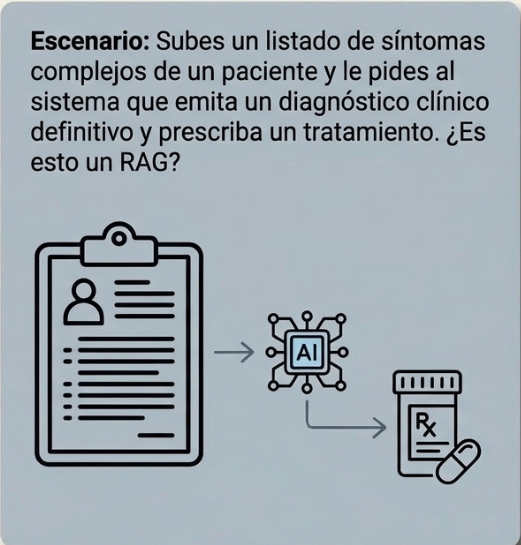 Escenario: Subes un listado de síntomas
complejos de un paciente y le pides al
sistema que emita un diagnóstico clínico
definitivo y prescriba un tratamiento. ¿Es
esto un RAG?
AI
Rx